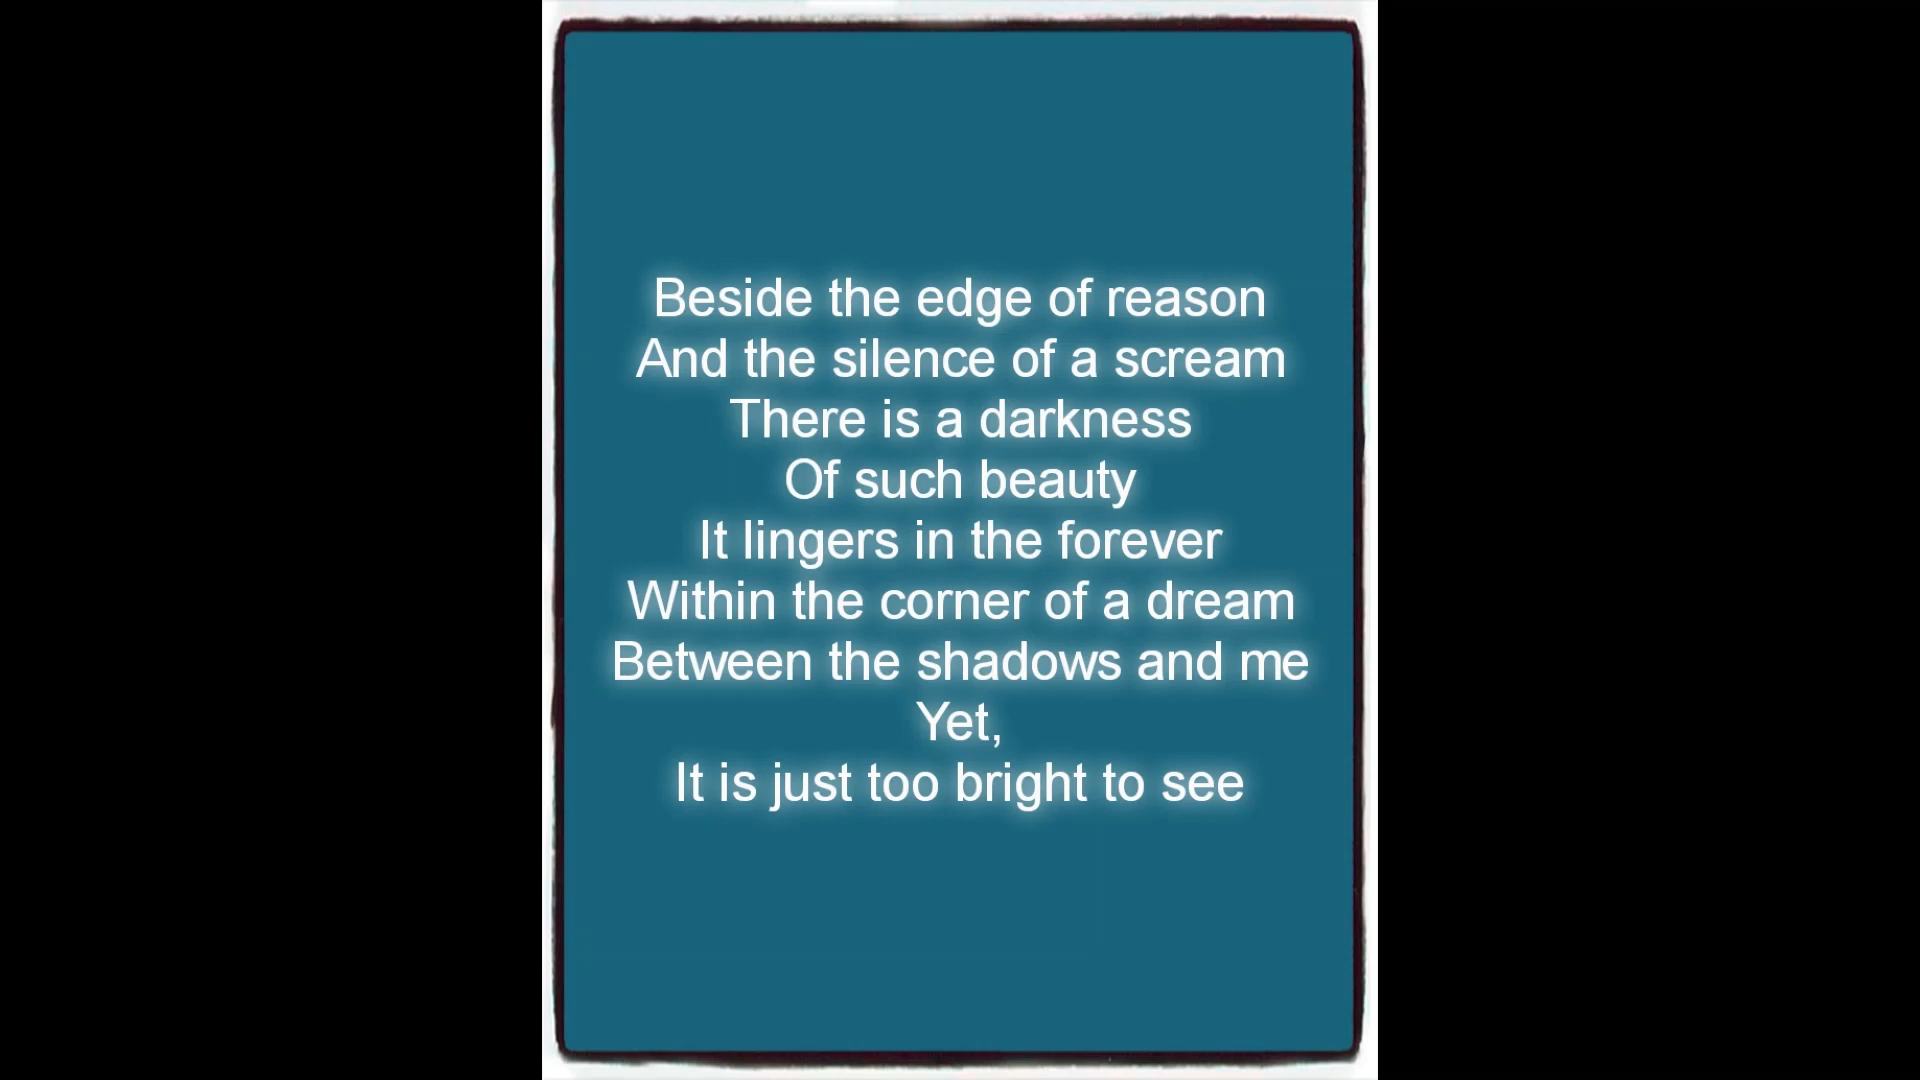 Beside the edge of reason
And the silence of a scream
There is a darkness
Of such beauty
It lingers in the forever
Within the corner of a dream
Between the shadows and me
Yet,
It is just too bright to see